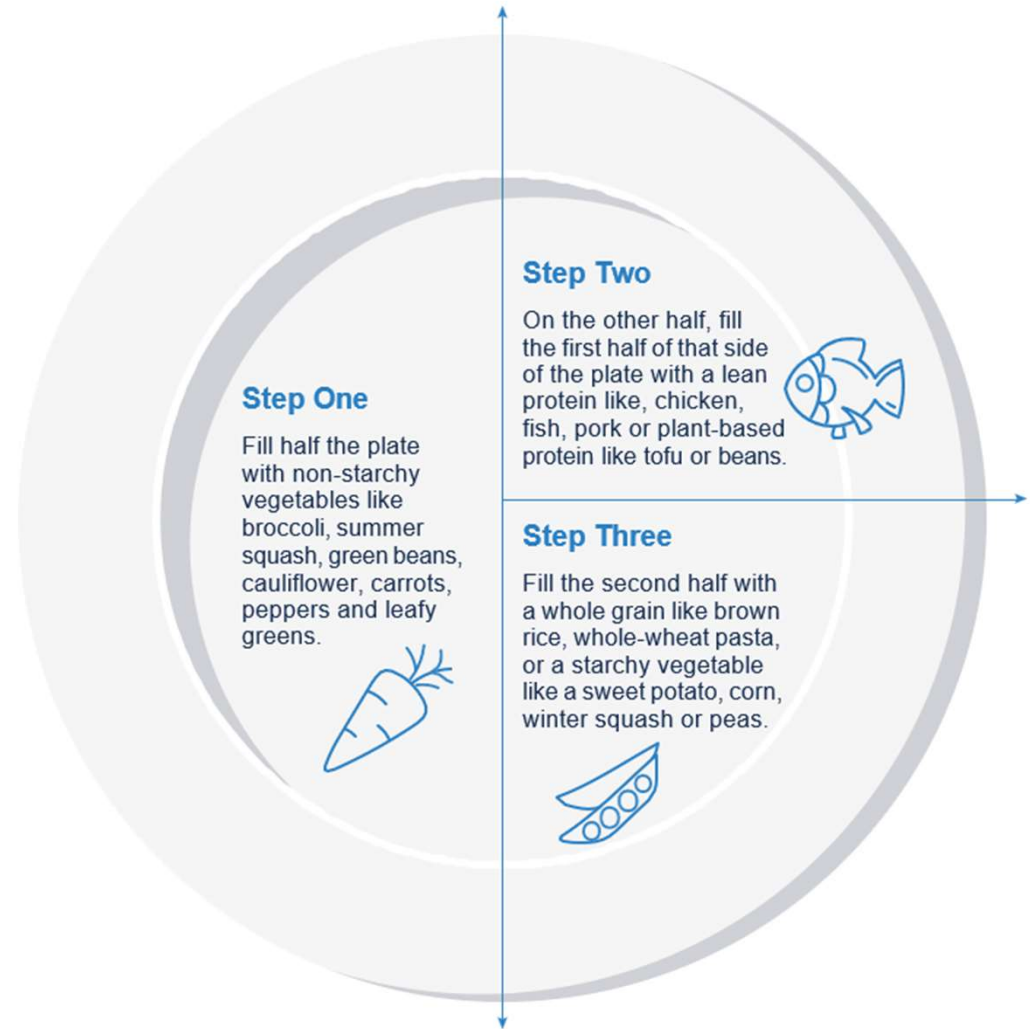 Step One
Fill half the plate
with non-starchy
vegetables like
broccoli, summer
squash, green beans,
cauliflower, carrots,
peppers and leafy
greens.
Step Two
On the other half, fill
the first half of that side
of the plate with a lean
protein like, chicken,
fish, pork or plant-based
protein like tofu or beans.
Step Three
Fill the second half with
a whole grain like brown
rice, whole-wheat pasta,
or a starchy vegetable
like a sweet potato, corn,
winter squash or peas.